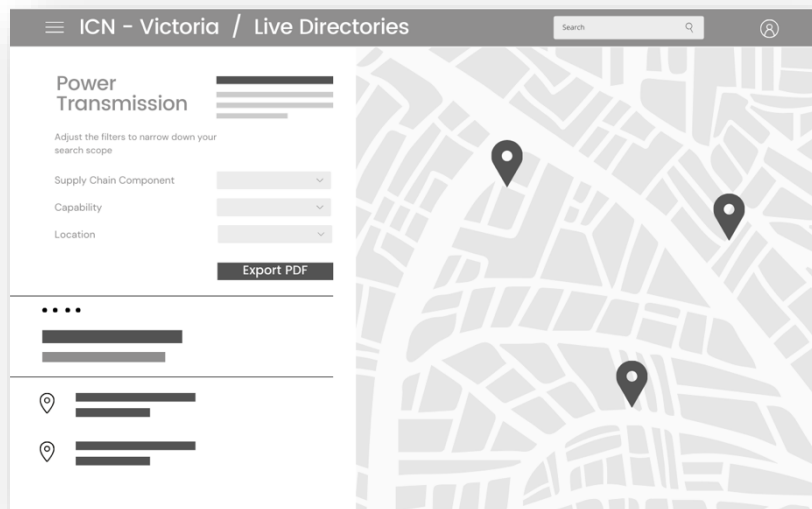 ICN - Victoria / Live Directories
Search
Power
Transmission
Adjust the filters to narrow down your
search scope
Supply Chain Component
Capability
Location
Export PDF